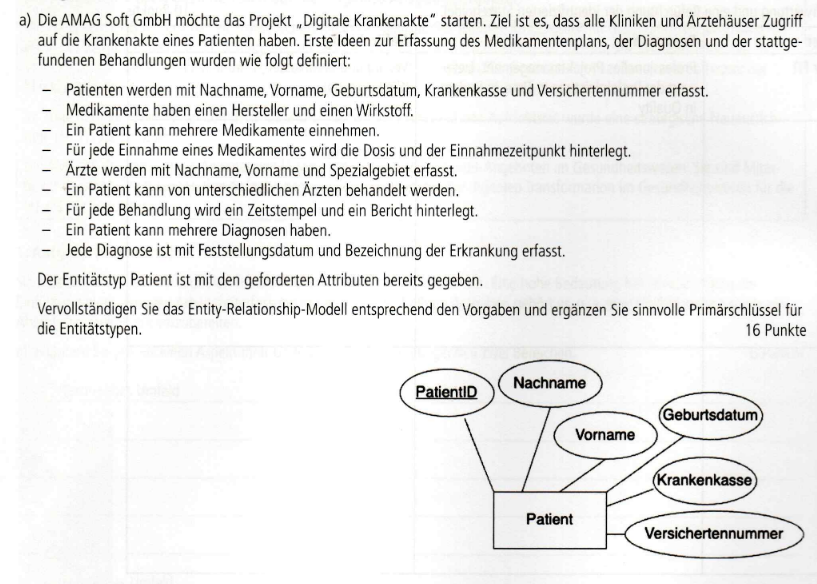 a) Die AMAG Soft GmbH möchte das Projekt „Digitale Krankenakte“ starten. Ziel ist es, dass alle Kliniken und Ärztehäuser Zugriff
auf die Krankenakte eines Patienten haben. Erste Ideen zur Erfassung des Medikamentenplans, der Diagnosen und der stattge-
fundenen Behandlungen wurden wie folgt definiert:
– Patienten werden mit Nachname, Vorname, Geburtsdatum, Krankenkasse und Versichertennummer erfasst.
– Medikamente haben einen Hersteller und einen Wirkstoff.
– Ein Patient kann mehrere Medikamente einnehmen.
– Für jede Einnahme eines Medikamentes wird die Dosis und der Einnahmezeitpunkt hinterlegt.
– Ärzte werden mit Nachname, Vorname und Spezialgebiet erfasst.
– Ein Patient kann von unterschiedlichen Ärzten behandelt werden.
– Für jede Behandlung wird ein Zeitstempel und ein Bericht hinterlegt.
– Ein Patient kann mehrere Diagnosen haben.
– Jede Diagnose ist mit Feststellungsdatum und Bezeichnung der Erkrankung erfasst.
Der Entitätstyp Patient ist mit den geforderten Attributen bereits gegeben.
Vervollständigen Sie das Entity-Relationship-Modell entsprechend den Vorgaben und ergänzen Sie sinnvolle Primärschlüssel für
die Entitätstypen. 16 Punkte
PatientID
Nachname
Vorname
Geburtsdatum
Krankenkasse
Patient
Versichertennummer